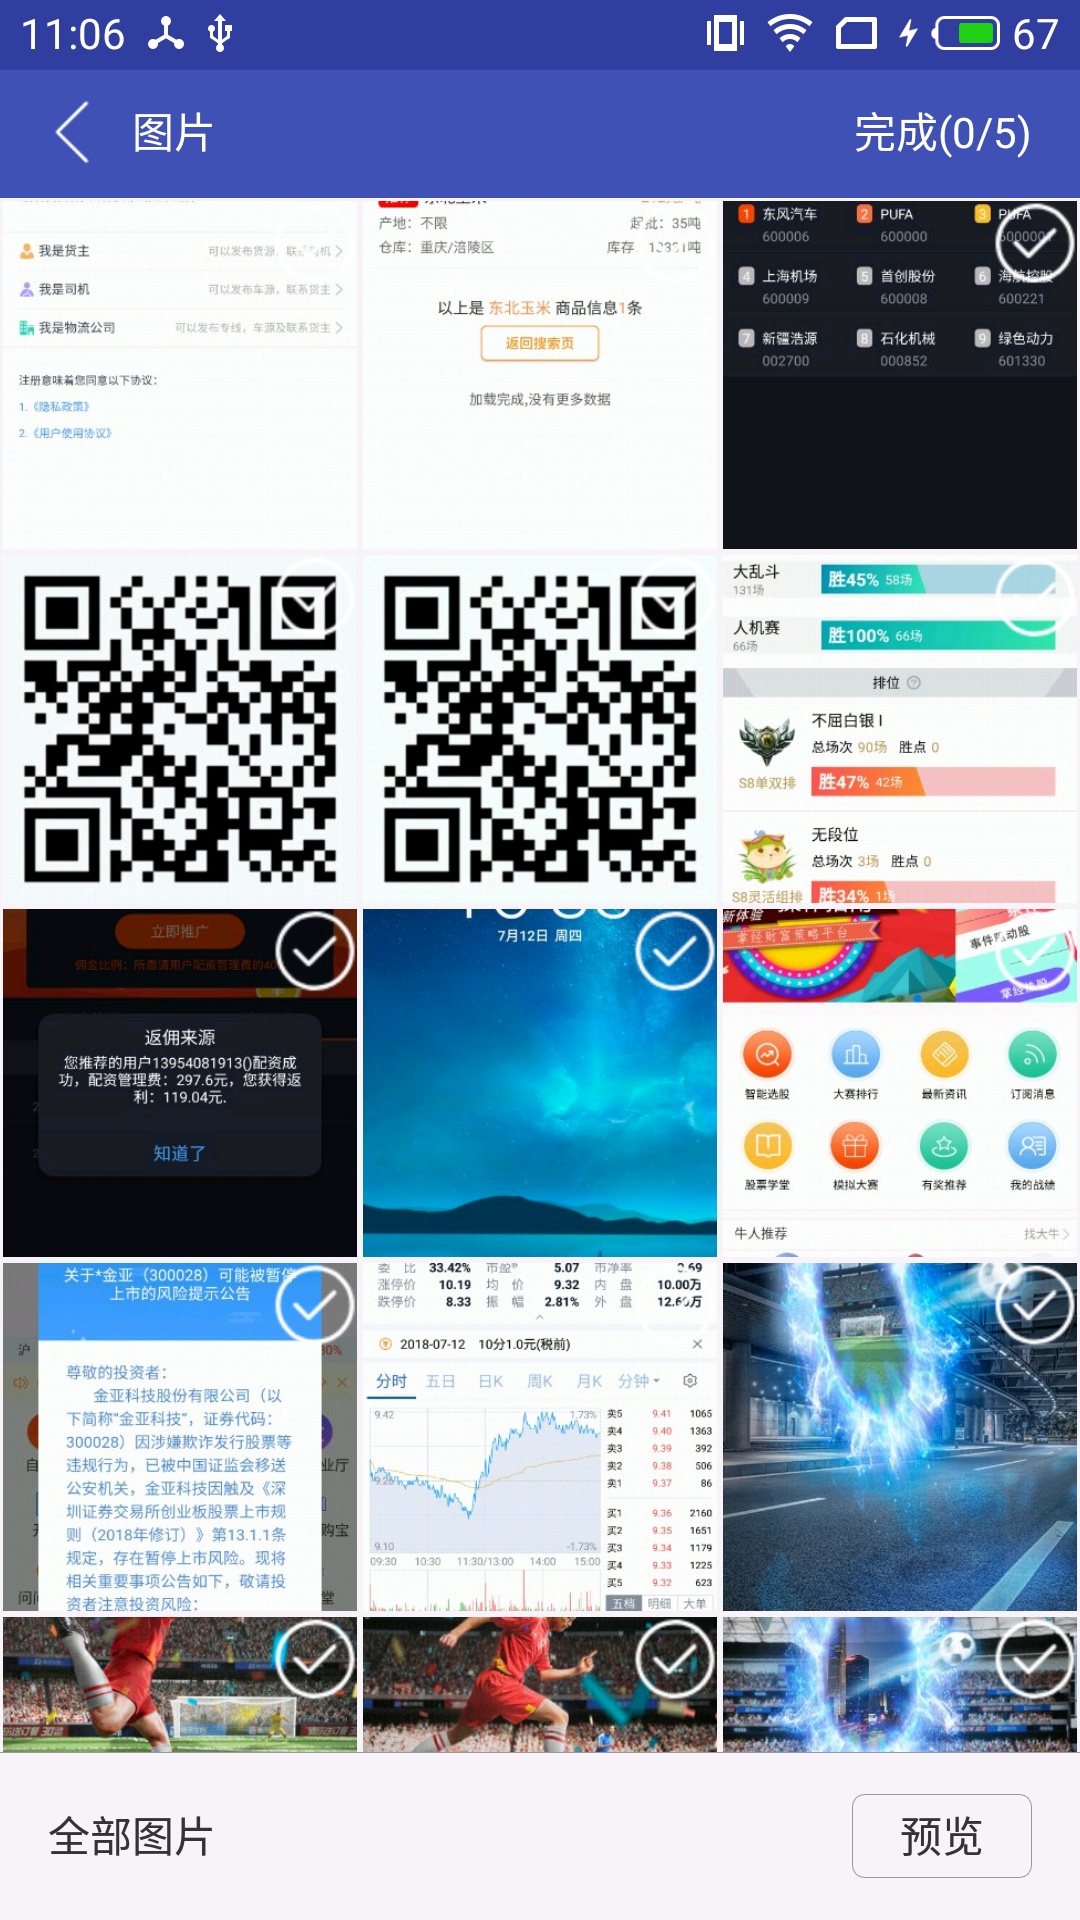 11:06
67
图片
完成(0/5)
我是货主
可以发布货源，联
我是司机
可以发布车源，联系货主
我是物流公司
可以发布专线，车源及联系货主
注册意味着您同意以下协议：
1.《隐私政策》
2.《用户使用协议》
产地：不限
起批：35吨
仓库：重庆/涪陵区
库存
以上是 东北玉米 商品信息1条
返回搜索页
加载完成,没有更多数据
1 东风汽车 2 PUFA 3 PUFA
600006 600000 600000
4 上海机场 5 首创股份 6 海航控股
600009 600008 600221
7 新疆浩源 8 石化机械 9 绿色动力
002700 000852 601330
大乱斗
131场
胜45% 58场
人机赛
66场
胜100% 66场
排位
不屈白银 I
总场次 90场 胜点 0
S8单双排
胜47% 42场
无段位
总场次 3场 胜点 0
S8灵活组排
胜34% 1场
立即推广
佣金比例：所邀请用户配资管理费的40
返佣来源
您推荐的用户13954081913()配资成
功，配资管理费：297.6元，您获得返
利：119.04元.
知道了
7月12日 周四
新体验
掌经财富策略平台
事件驱动股
智能选股 大赛排行 最新资讯 订阅消息
股票学堂 模拟大赛 有奖推荐 我的战绩
牛人推荐
找大牛
关于*金亚（300028）可能被暂停
上市的风险提示公告
沪
尊敬的投资者：
金亚科技股份有限公司（以
下简称“金亚科技”，证券代码：
300028）因涉嫌欺诈发行股票等
违规行为，已被中国证监会移送
公安机关，金亚科技因触及《深
圳证券交易所创业板股票上市规
则（2018年修订）》第13.1.1条
规定，存在暂停上市风险。现将
相关重要事项公告如下，敬请投
资者注意投资风险：
自
业厅
购宝
问
堂
委 比 33.42% 市盈 5.07 市净率
涨停价 10.19 均 价 9.32 内 盘 10.00万
跌停价 8.33 振 幅 2.81% 外 盘
2018-07-12 10分1.0元(税前)
分时 五日 日K 周K 月K 分钟
9.42
1.73%
9.10
-1.73%
09:30 10:30 11:30/13:00 14:00 15:00
卖5 9.41 1065
卖4 9.40 1363
卖3 9.39 392
卖2 9.38 506
卖1 9.37 86
买1 9.36 2160
买2 9.35 1651
买3 9.34 1179
买4 9.33 1225
买5 9.32 623
五档 明细 大单
全部图片
预览